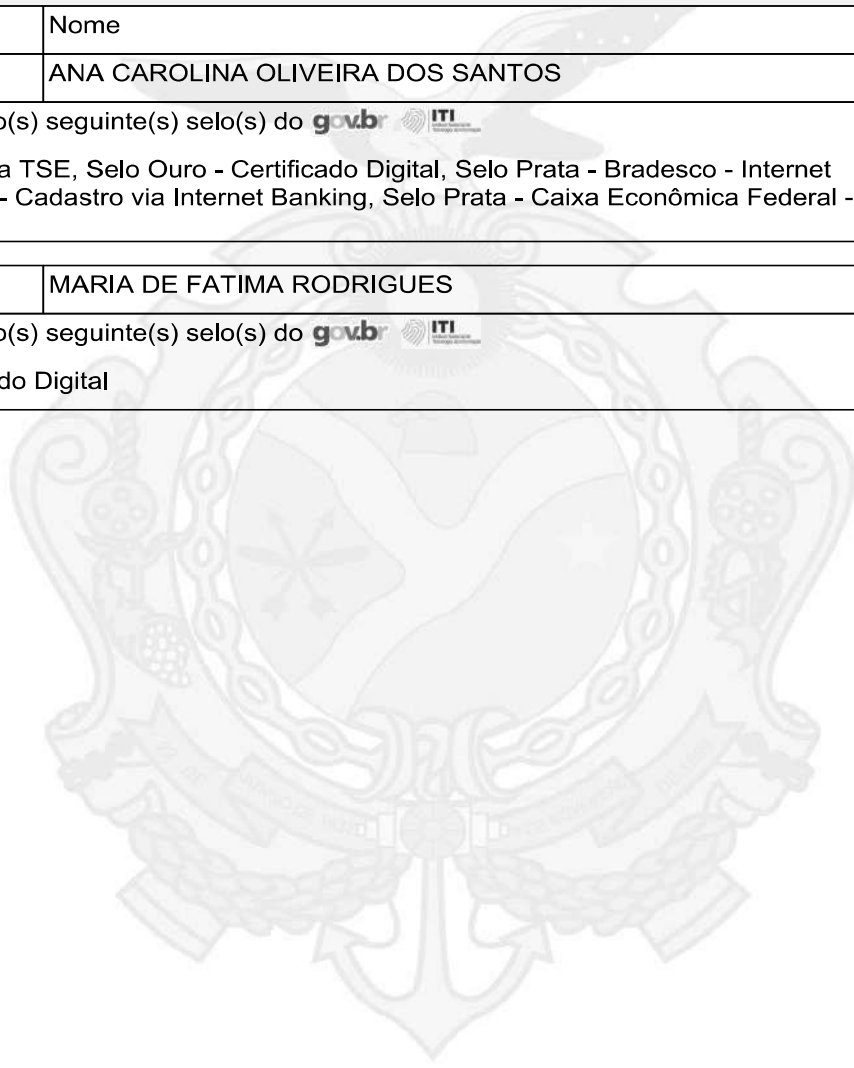 Nome
ANA CAROLINA OLIVEIRA DOS SANTOS
o(s) seguinte(s) selo(s) do gov.br ITI
a TSE, Selo Ouro - Certificado Digital, Selo Prata - Bradesco - Internet
- Cadastro via Internet Banking, Selo Prata - Caixa Econômica Federal -
MARIA DE FATIMA RODRIGUES
o(s) seguinte(s) selo(s) do gov.br ITI
do Digital